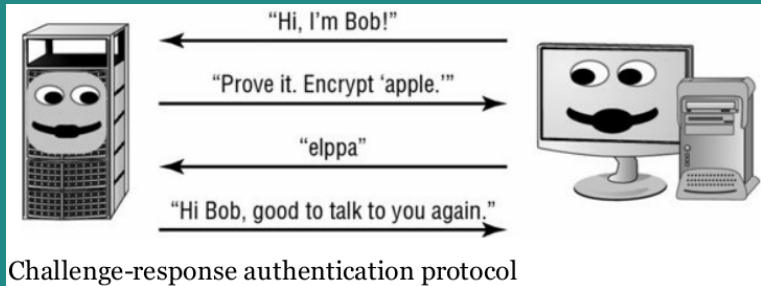 “Hi, I’m Bob!”
“Prove it. Encrypt ‘apple.’”
“elppa”
“Hi Bob, good to talk to you again.”
Challenge-response authentication protocol